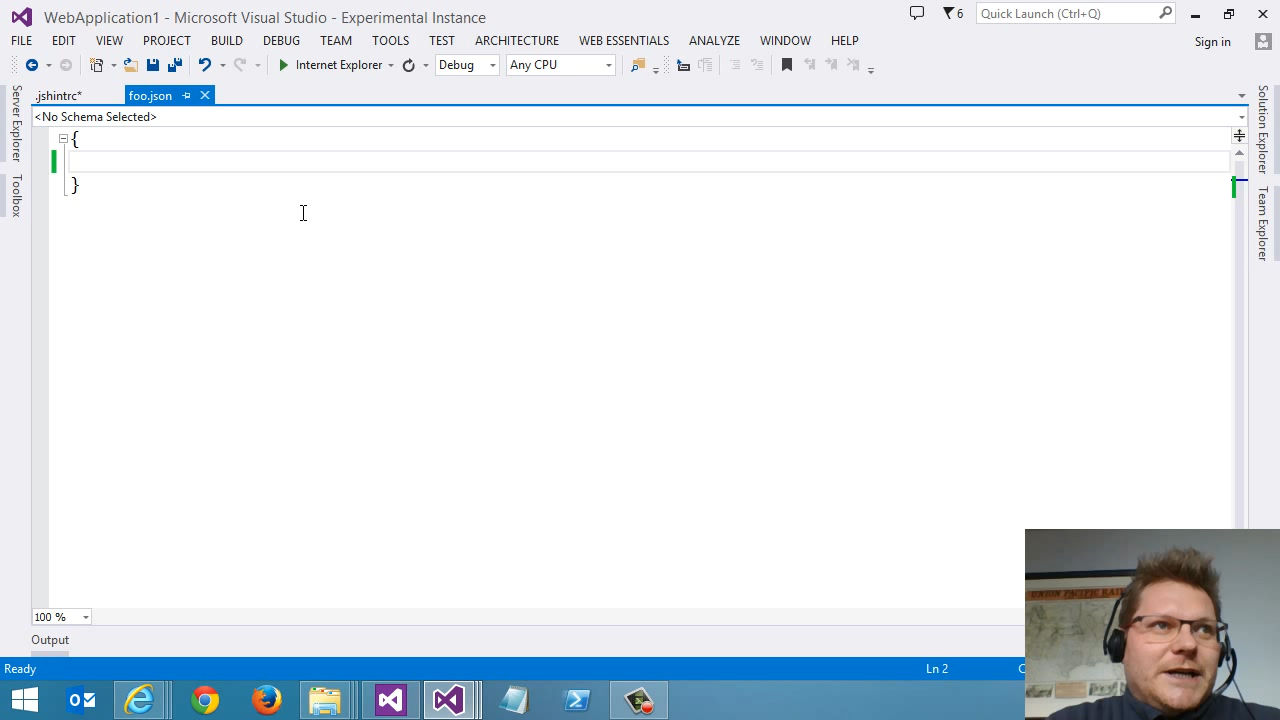 WebApplication1 - Microsoft Visual Studio - Experimental Instance
6
Quick Launch (Ctrl+Q)
FILE EDIT VIEW PROJECT BUILD DEBUG TEAM TOOLS TEST ARCHITECTURE WEB ESSENTIALS ANALYZE WINDOW HELP
Sign in
Internet Explorer Debug Any CPU
.jshintrc* foo.json
<No Schema Selected>
{
}
Server Explorer
Toolbox
Solution Explorer
Team Explorer
UNION PACIFIC
100 %
Output
Ready Ln 2 C